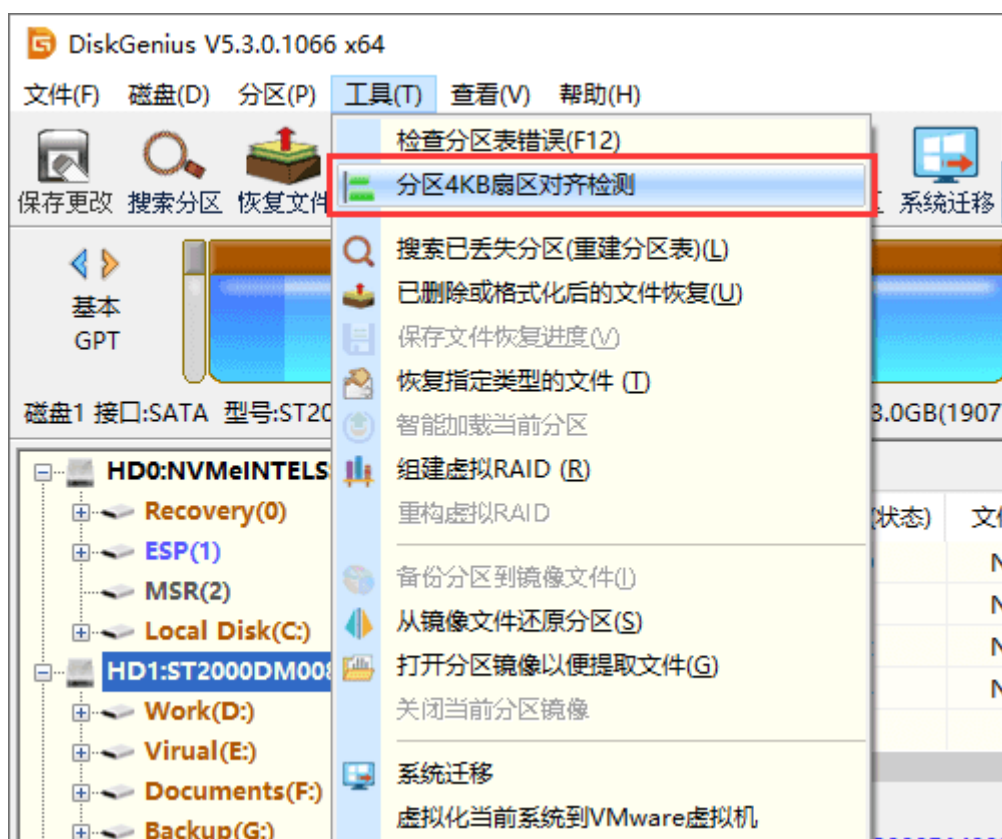 DiskGenius V5.3.0.1066 x64
文件(F) 磁盘(D) 分区(P) 工具(T) 查看(V) 帮助(H)
保存更改 搜索分区 恢复文件 系统迁移
检查分区表错误(F12)
分区4KB扇区对齐检测
搜索已丢失分区(重建分区表)(L)
已删除或格式化后的文件恢复(U)
保存文件恢复进度(V)
恢复指定类型的文件 (T)
智能加载当前分区
组建虚拟RAID (R)
重构虚拟RAID
备份分区到镜像文件(I)
从镜像文件还原分区(S)
打开分区镜像以便提取文件(G)
关闭当前分区镜像
系统迁移
虚拟化当前系统到VMware虚拟机
基本
GPT
磁盘1 接口:SATA 型号:ST20 8.0GB(1907
HD0:NVMeINTELS
Recovery(0)
ESP(1)
MSR(2)
Local Disk(C:)
HD1:ST2000DM008
Work(D:)
Virual(E:)
Documents(F:)
Backup(G:)
(状态) 文
N
N
N
N